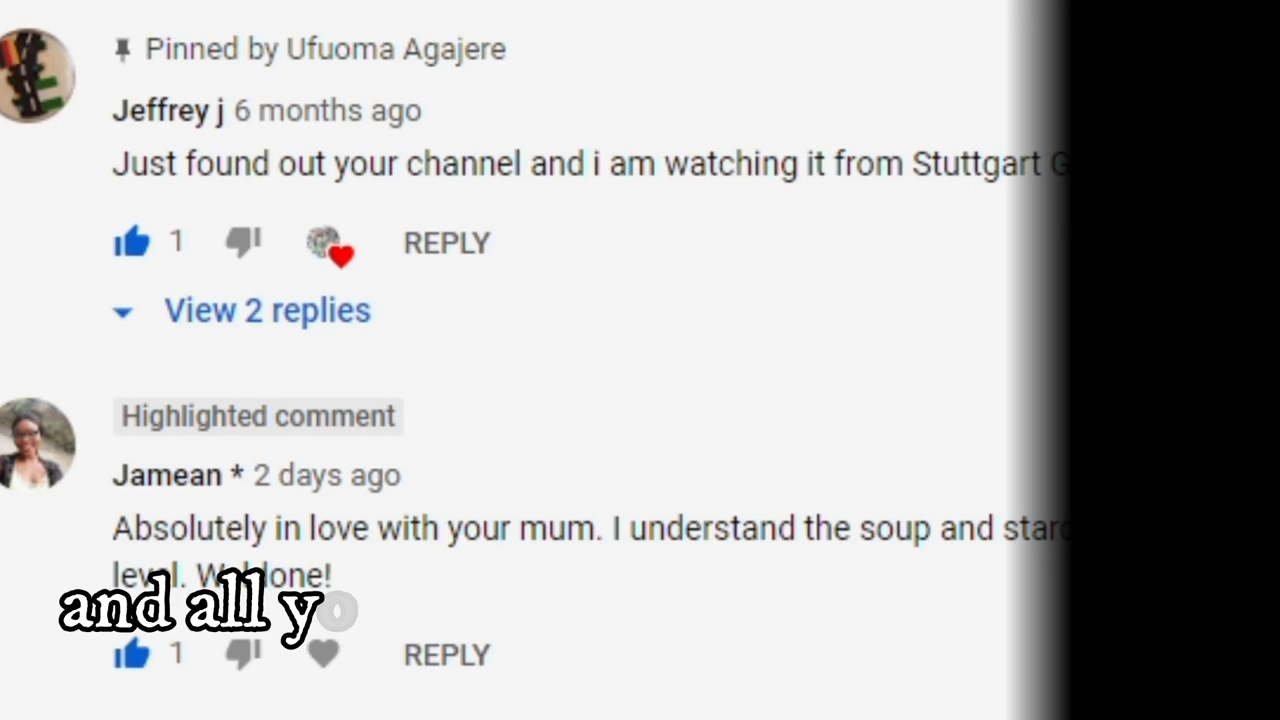 Pinned by Ufuoma Agajere
Jeffrey j 6 months ago
Just found out your channel and i am watching it from Stuttgart
1 REPLY
View 2 replies
Highlighted comment
Jamean * 2 days ago
Absolutely in love with your mum. I understand the soup and
level.
and all yo
1 REPLY